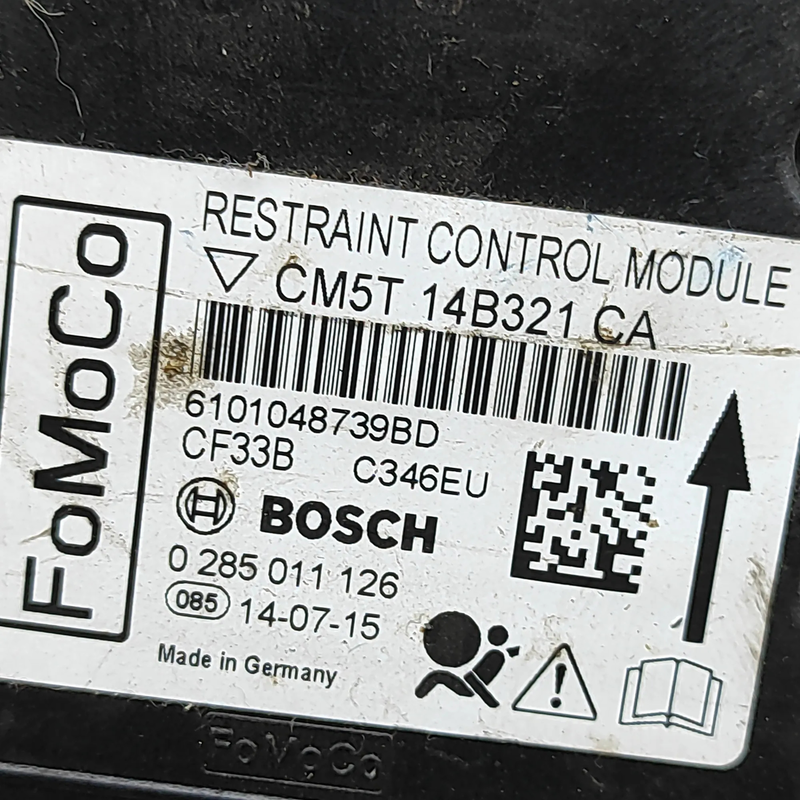 FoMoCo
RESTRAINT CONTROL MODULE
CM5T 14B321 CA
6101048739BD
CF33B C346EU
BOSCH
0 285 011 126
085 14-07-15
Made in Germany
FoMoCo